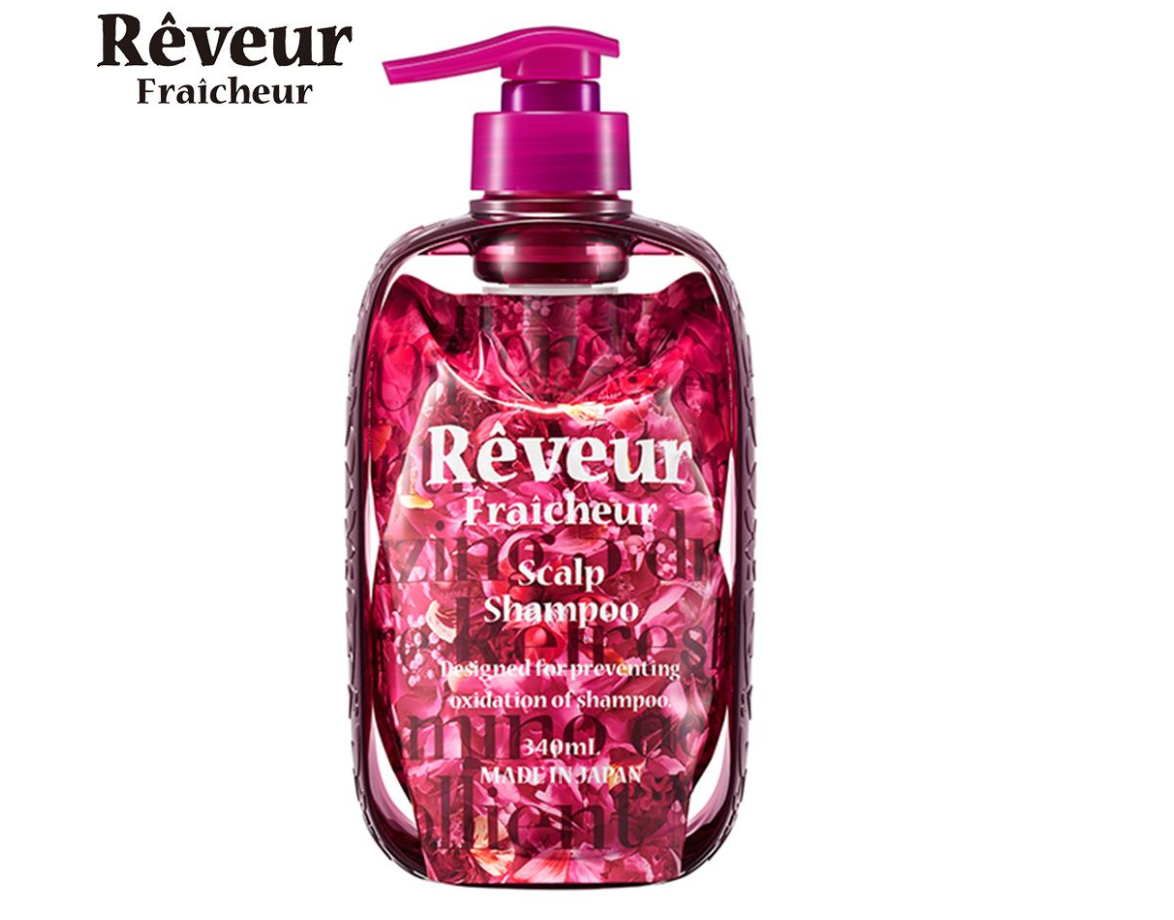 Rêveur
Fraîcheur
Rêveur
Fraîcheur
Scalp
Shampoo
Designed for preventing
oxidation of shampoo.
340mL
MADE IN JAPAN